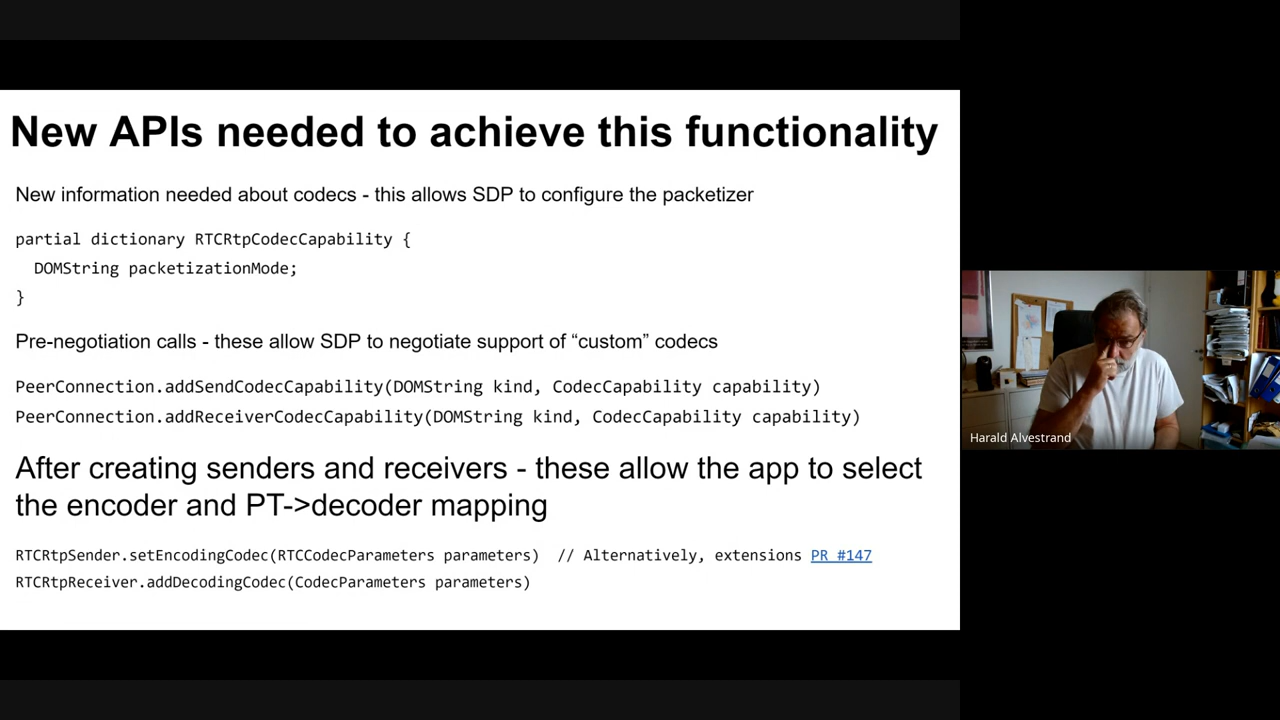 New APIs needed to achieve this functionality
New information needed about codecs - this allows SDP to configure the packetizer
partial dictionary RTCRtpCodecCapability {
DOMString packetizationMode;
}
Pre-negotiation calls - these allow SDP to negotiate support of “custom” codecs
PeerConnection.addSendCodecCapability(DOMString kind, CodecCapability capability)
PeerConnection.addReceiverCodecCapability(DOMString kind, CodecCapability capability)
After creating senders and receivers - these allow the app to select
the encoder and PT->decoder mapping
RTCRtpSender.setEncodingCodec(RTCCodecParameters parameters)  // Alternatively, extensions PR #147
RTCRtpReceiver.addDecodingCodec(CodecParameters parameters)
Harald Alvestrand